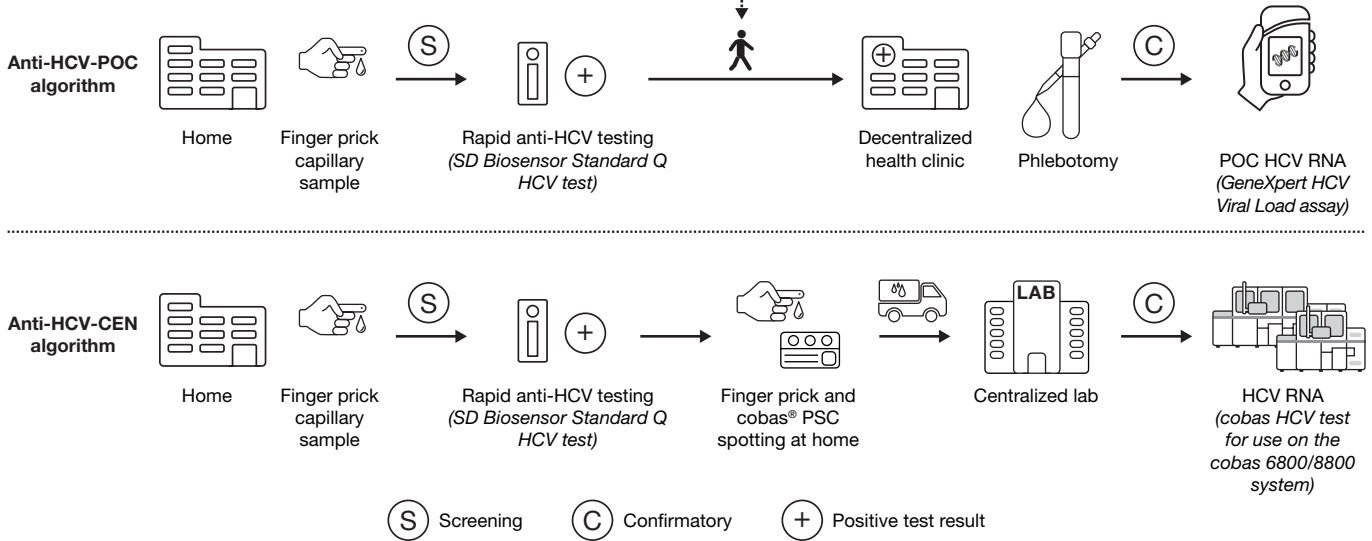 Anti-HCV-POC
algorithm
Home
Finger prick
capillary
sample
S
+
Rapid anti-HCV testing
(SD Biosensor Standard Q
HCV test)
Decentralized
health clinic
Phlebotomy
C
POC HCV RNA
(GeneXpert HCV
Viral Load assay)
Anti-HCV-CEN
algorithm
Home
Finger prick
capillary
sample
S
+
Rapid anti-HCV testing
(SD Biosensor Standard Q
HCV test)
Finger prick and
cobas® PSC
spotting at home
LAB
Centralized lab
C
HCV RNA
(cobas HCV test
for use on the
cobas 6800/8800
system)
S Screening
C Confirmatory
+ Positive test result